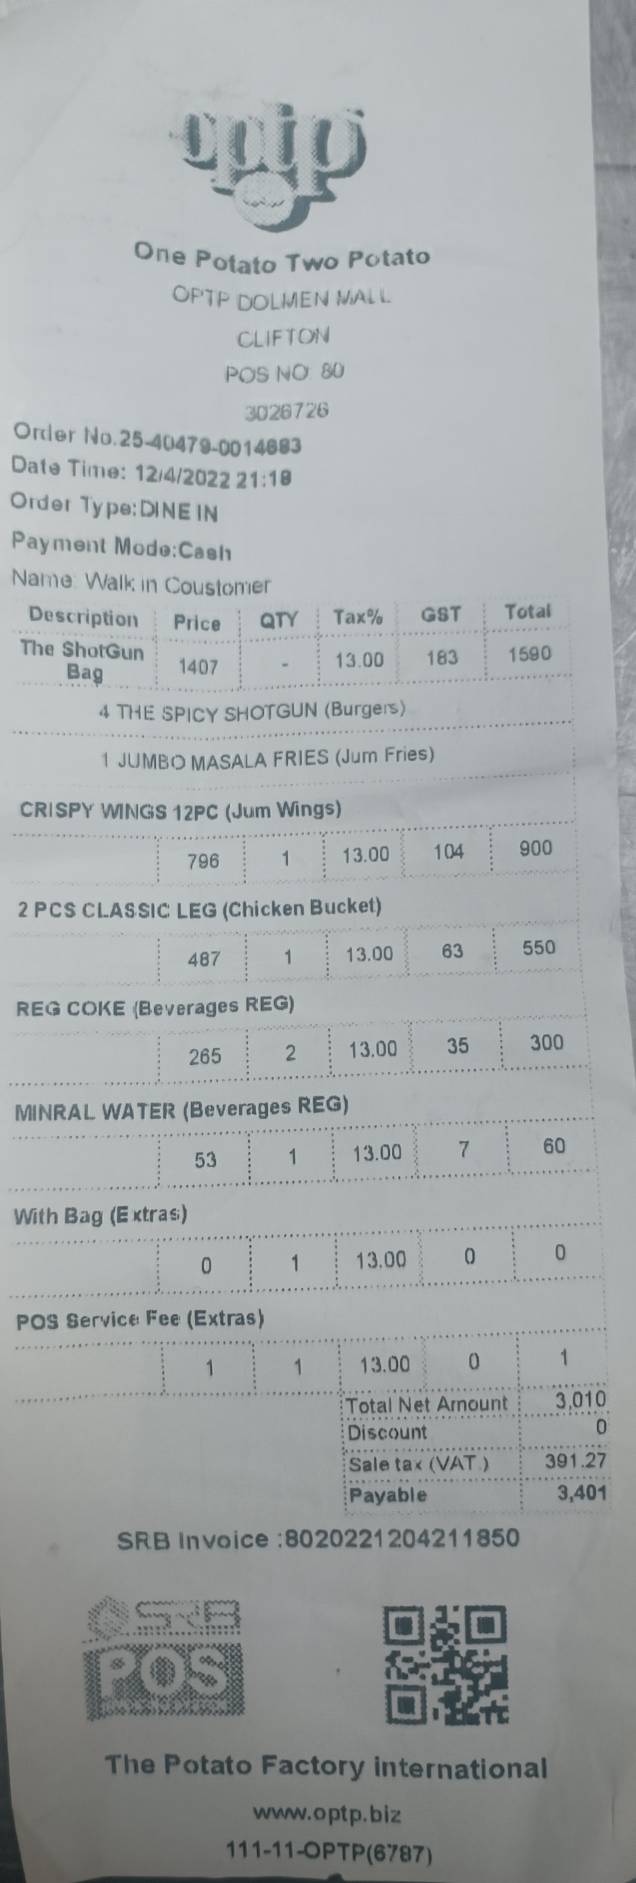 optp
One Potato Two Potato
OPTP DOLMEN MALL
CLIFTON
POS NO 80
3026726
Order No.25-40479-0014683
Date Time: 12/4/2022 21:18
Order Type:DINE IN
Payment Mode:Cash
Name: Walk in Coustomer
Description Price QTY Tax% GST Total
The ShotGun Bag 1407 - 13.00 183 1590
4 THE SPICY SHOTGUN (Burgers)
1 JUMBO MASALA FRIES (Jum Fries)
CRISPY WINGS 12PC (Jum Wings)
796 1 13.00 104 900
2 PCS CLASSIC LEG (Chicken Bucket)
487 1 13.00 63 550
REG COKE (Beverages REG)
265 2 13.00 35 300
MINRAL WATER (Beverages REG)
53 1 13.00 7 60
With Bag (Extras)
0 1 13.00 0 0
POS Service Fee (Extras)
1 1 13.00 0 1
Total Net Amount 3,010
Discount 0
Sale tax (VAT ) 391.27
Payable 3,401
SRB Invoice :8020221204211850
SRB
POS
The Potato Factory international
www.optp.biz
111-11-OPTP(6787)